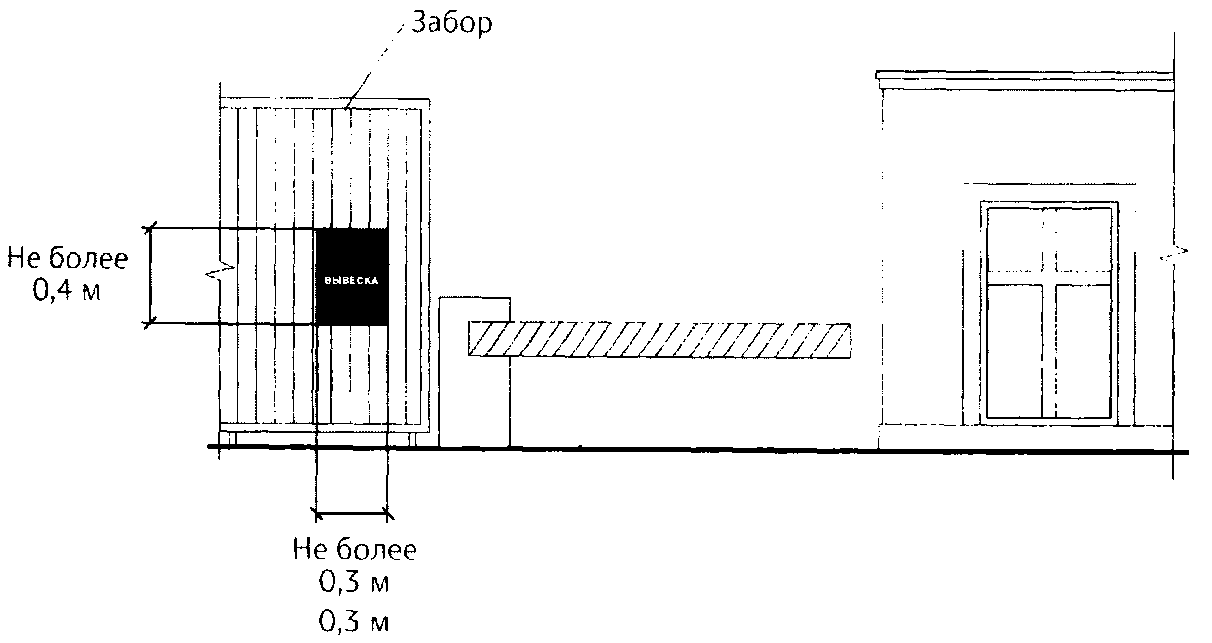 Забор
Не более
0,4 м
ВЫВЕСКА
Не более
0,3 м
0,3 м